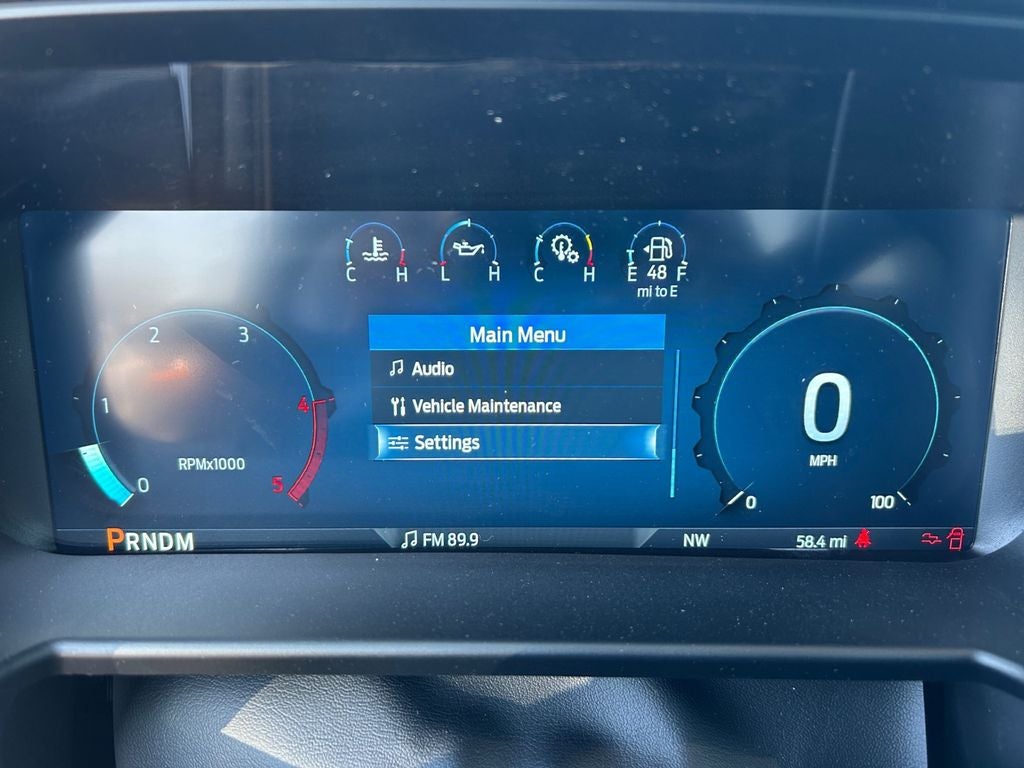 C H L H C H E 48 F
mi to E
Main Menu
Audio
Vehicle Maintenance
Settings
0 1 2 3 4 5
RPMx1000
0
MPH
0 100
PRNDM
FM 89.9
NW
58.4 mi